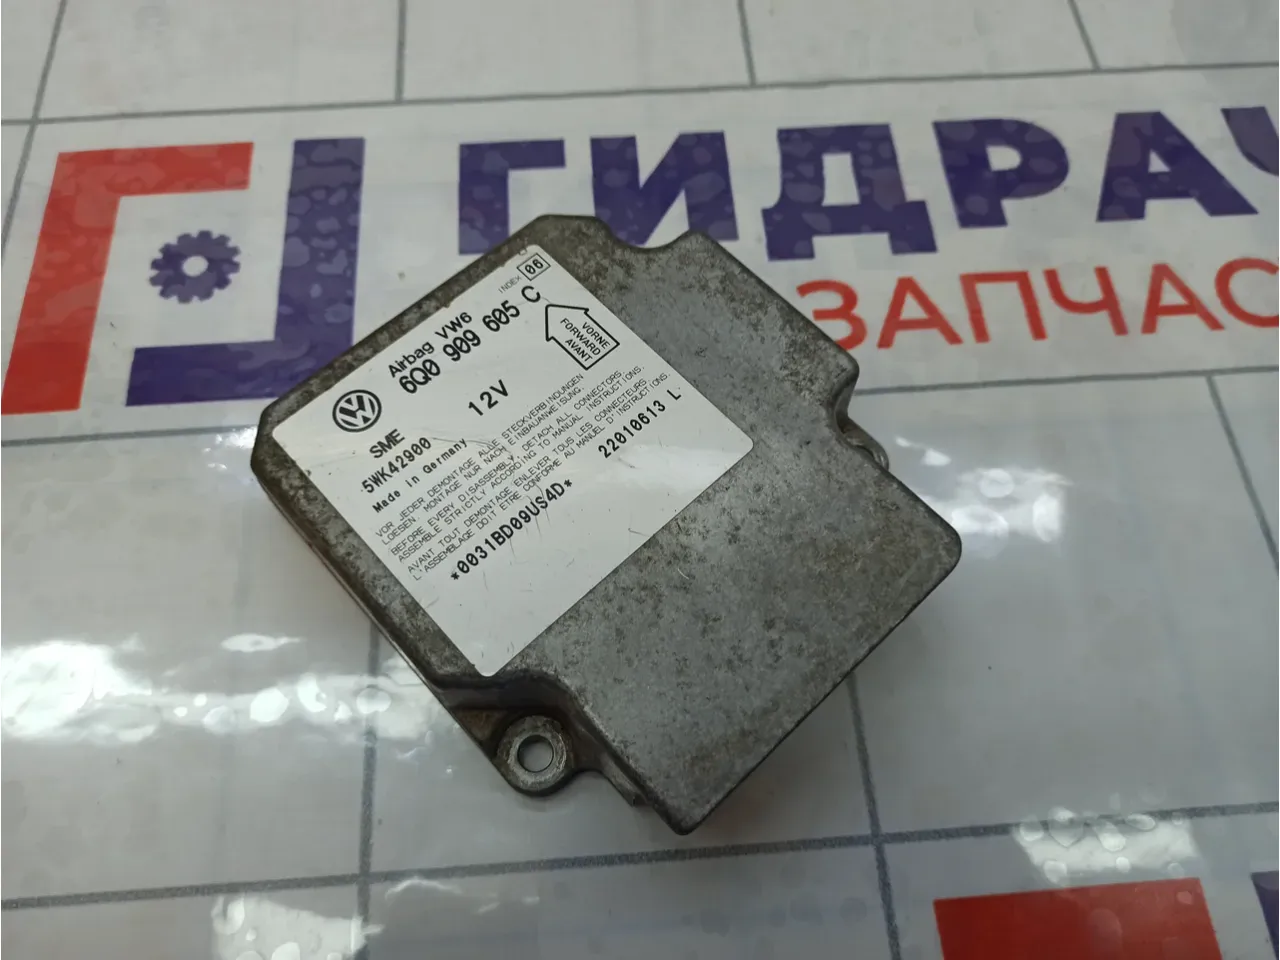 ГИДРАЧ
ЗАПЧАС
INDEX 06
Airbag VW6
6Q0 909 605 C
12V
VORNE
FORWARD
AVANT
SME
5WK42900
Made in Germany
VOR JEDER DEMONTAGE ALLE STECKVERBINDUNGEN
LOESEN, MONTAGE NUR NACH EINBAUANWEISUNG.
BEFORE EVERY DISASSEMBLY, DETACH ALL CONNECTORS.
ASSEMBLE STRICTLY ACCORDING TO MANUAL INSTRUCTIONS.
AVANT TOUT DEMONTAGE ENLEVER TOUS LES CONNECTEURS.
L'ASSEMBLAGE DOIT ETRE CONFORME AU MANUEL D'INSTRUCTIONS.
*0031BD09US4D*
22010613 L